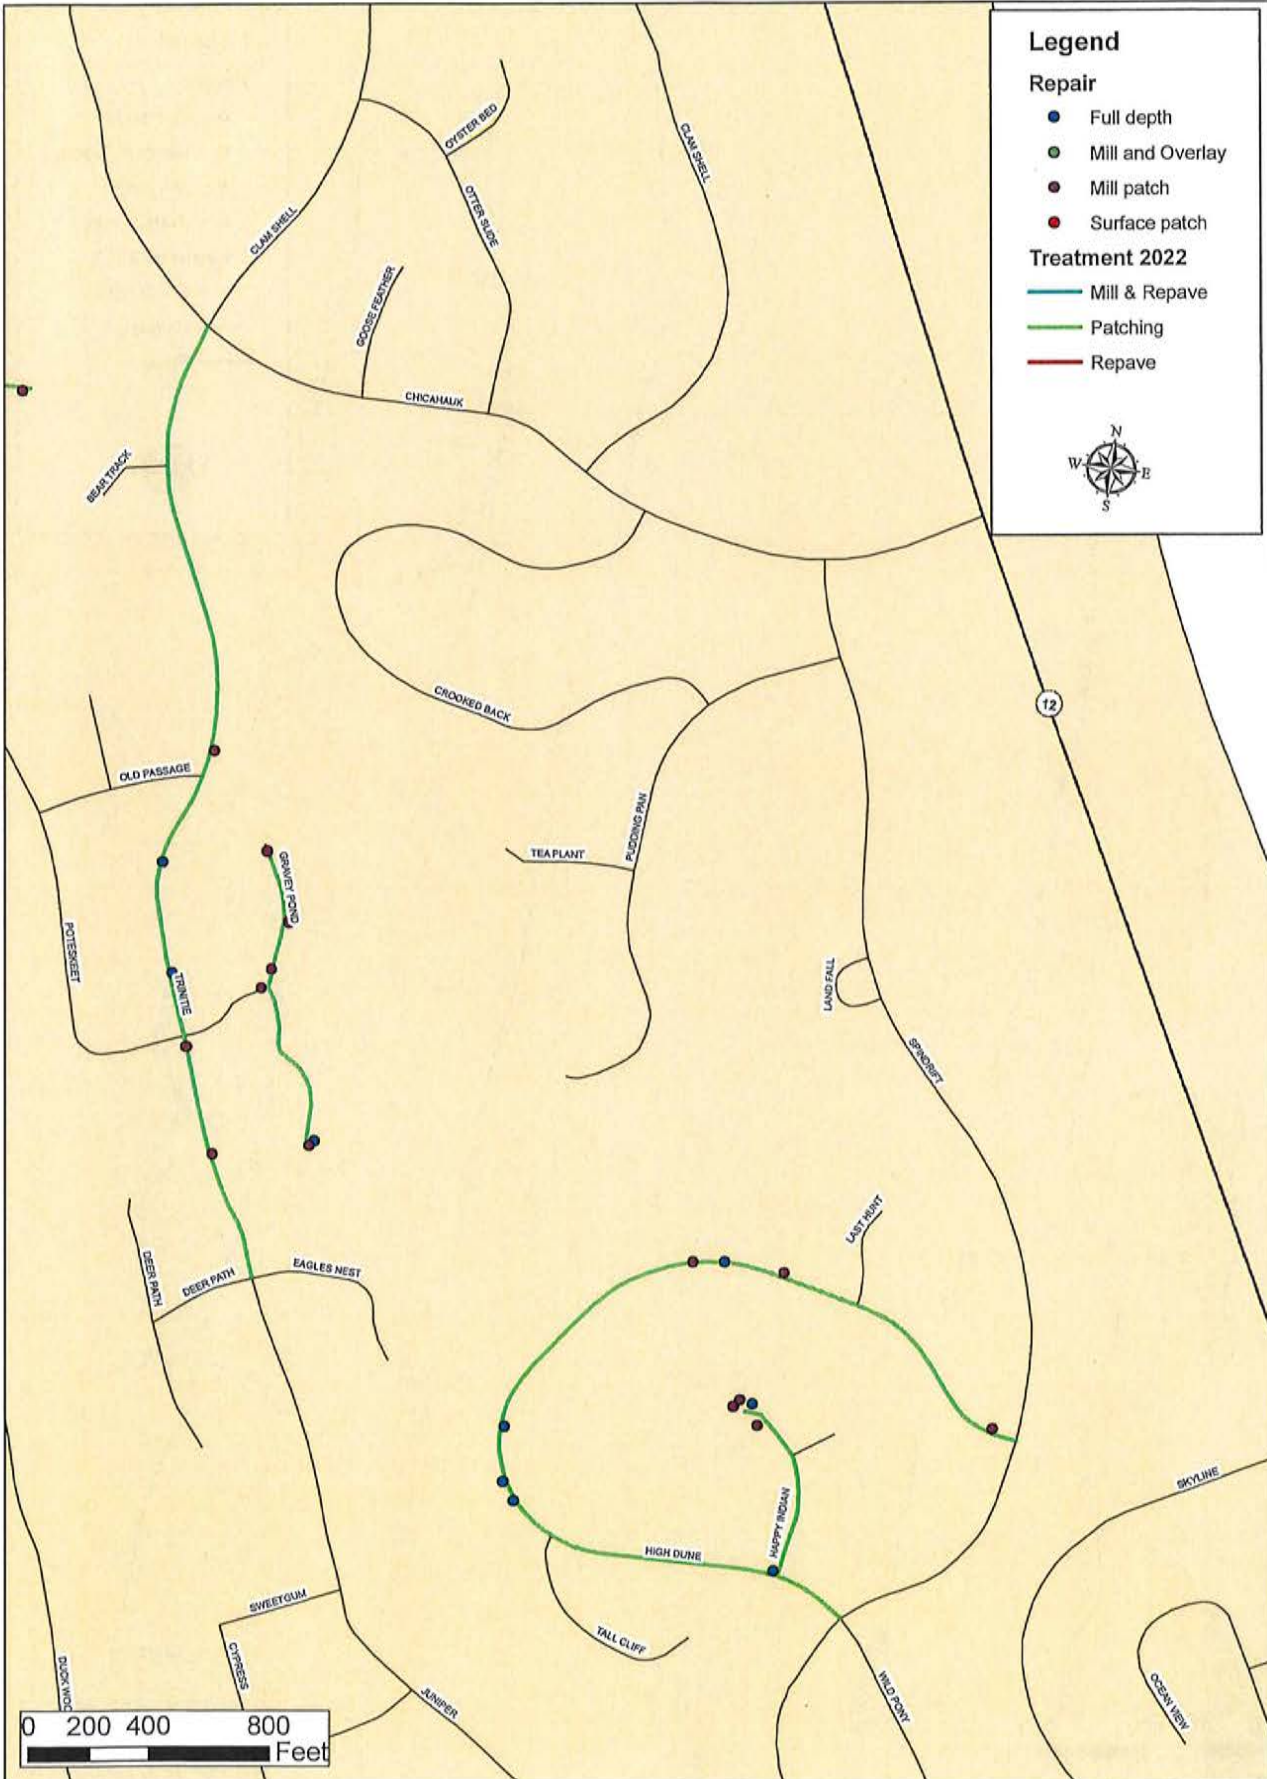 Legend
Repair
Full depth
Mill and Overlay
Mill patch
Surface patch
Treatment 2022
Mill & Repave
Patching
Repave
N
W
E
S
OYSTER BED
CLAM SHELL
CLAM SHELL
OTTER SLIDE
GOOSE FEATHER
CHICAHAUK
BEAR TRACK
CROOKED BACK
12
OLD PASSAGE
PUDDING PAN
TEA PLANT
GRAVEY POND
POTESKEET
TRINITIE
LAND FALL
SPINDRIFT
LAST HUNT
DEER PATH
DEER PATH
EAGLES NEST
SKYLINE
HAPPY INDIAN
HIGH DUNE
SWEETGUM
TALL CLIFF
CYPRESS
DUCKWOO
JUNIPER
WILD PONY
OCEAN VIEW
0 200 400 800
Feet